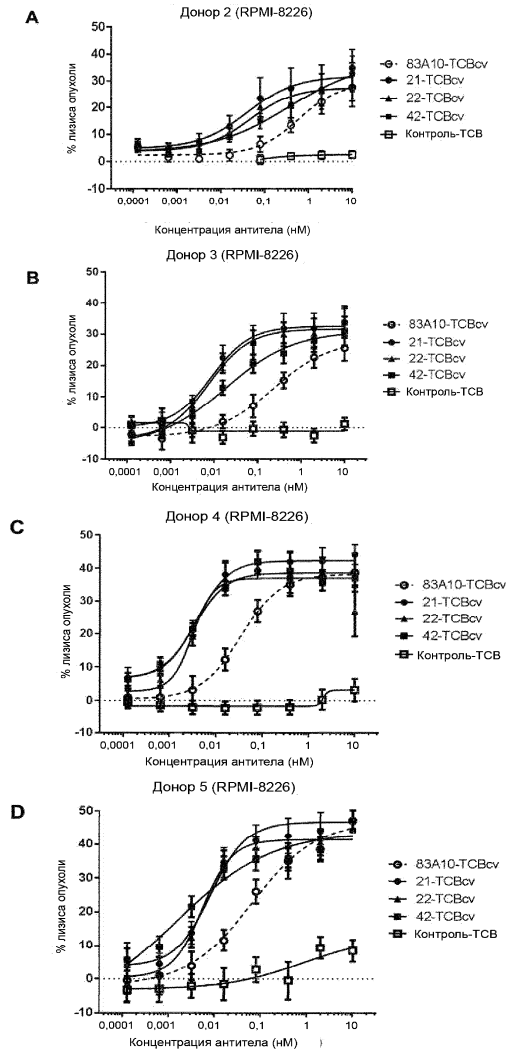 A
Донор 2 (RPMI-8226)
% лизиса опухоли
50
40
30
20
10
0
-10
0,0001
0,001
0,01
0,1
1
10
Концентрация антитела (нМ)
83A10-TCBcv
21-TCBcv
22-TCBcv
42-TCBcv
Контроль-TCB
B
Донор 3 (RPMI-8226)
% лизиса опухоли
50
40
30
20
10
0
-10
0,0001
0,001
0,01
0,1
1
10
Концентрация антитела (нМ)
83A10-TCBcv
21-TCBcv
22-TCBcv
42-TCBcv
Контроль-TCB
C
Донор 4 (RPMI-8226)
% лизиса опухоли
50
40
30
20
10
0
-10
0,0001
0,001
0,01
0,1
1
10
Концентрация антитела (нМ)
83A10-TCBcv
21-TCBcv
22-TCBcv
42-TCBcv
Контроль-TCB
D
Донор 5 (RPMI-8226)
% лизиса опухоли
50
40
30
20
10
0
-10
0,0001
0,001
0,01
0,1
1
10
Концентрация антитела (нМ)
83A10-TCBcv
21-TCBcv
22-TCBcv
42-TCBcv
Контроль-TCB